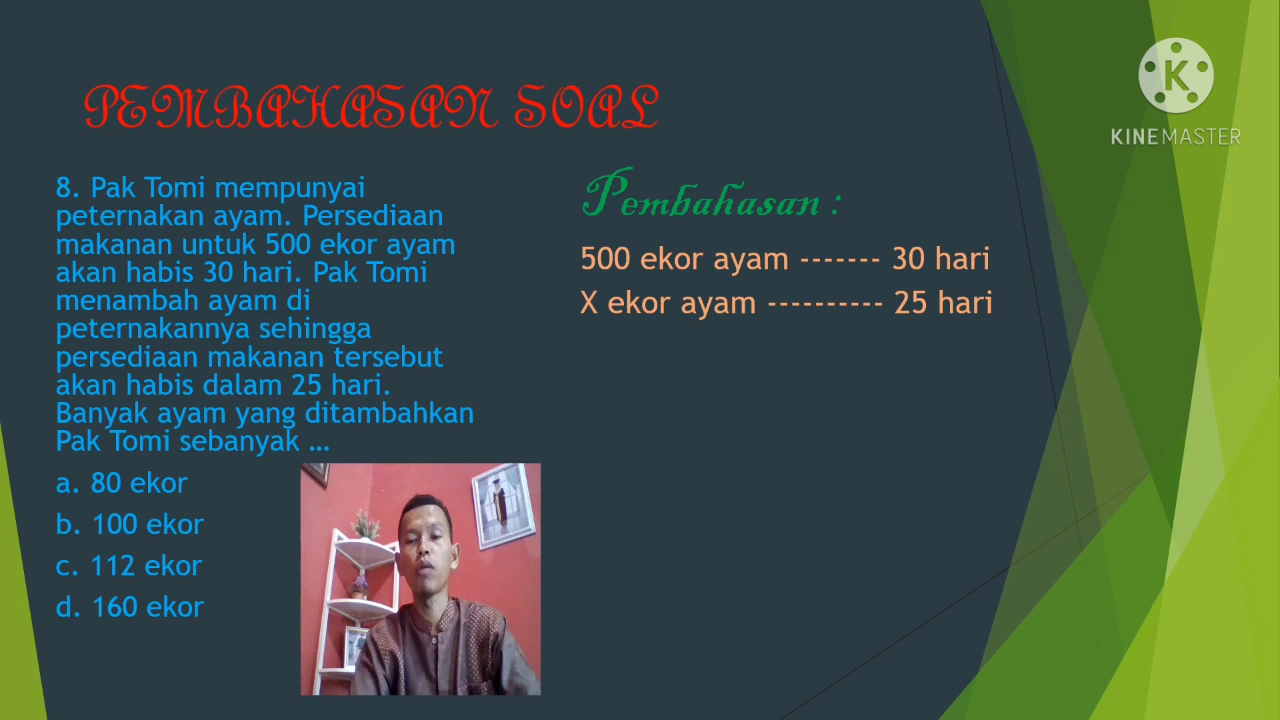 PEMBAHASAN SOAL
8. Pak Tomi mempunyai
peternakan ayam. Persediaan
makanan untuk 500 ekor ayam
akan habis 30 hari. Pak Tomi
menambah ayam di
peternakannya sehingga
persediaan makanan tersebut
akan habis dalam 25 hari.
Banyak ayam yang ditambahkan
Pak Tomi sebanyak …
a. 80 ekor
b. 100 ekor
c. 112 ekor
d. 160 ekor
Pembahasan :
500 ekor ayam ------- 30 hari
X ekor ayam ---------- 25 hari
K
KINEMASTER